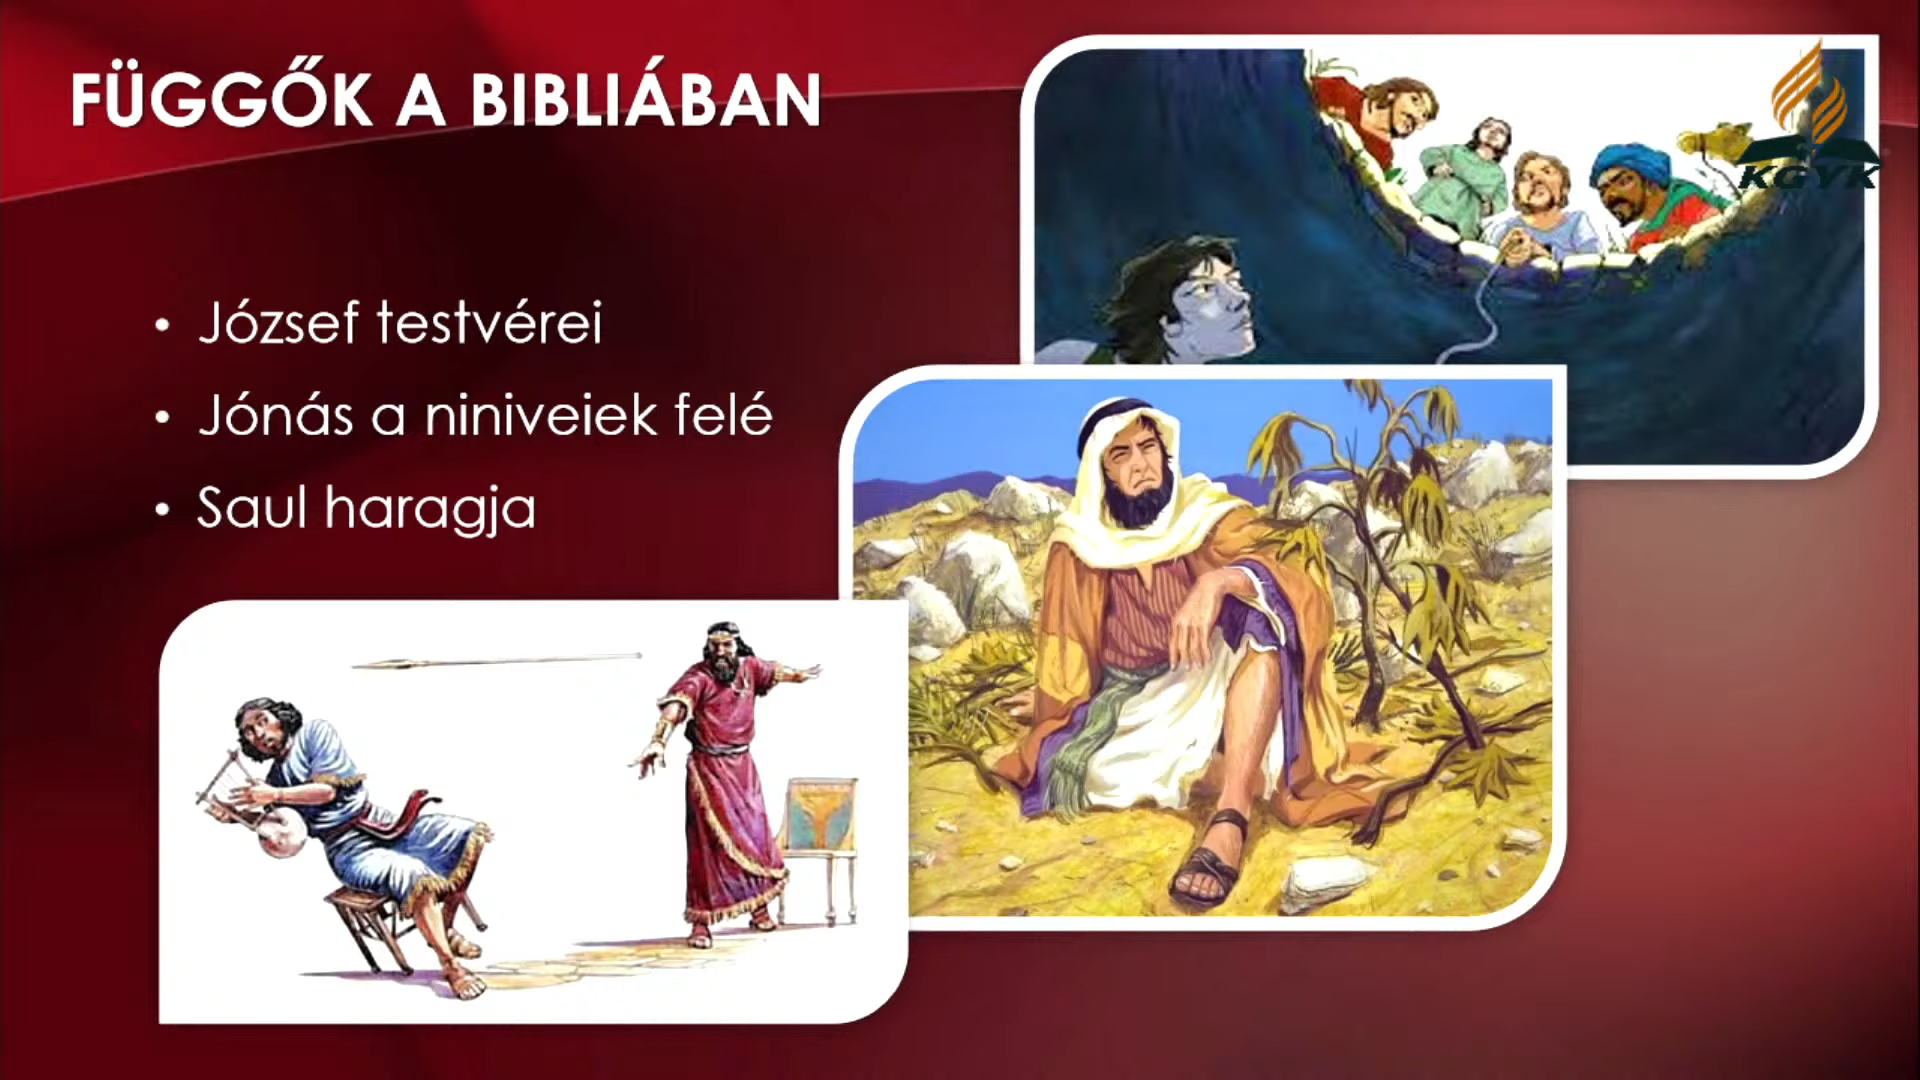 FÜGGŐK A BIBLIÁBAN
KGYK
• József testvérei
• Jónás a niniveiek felé
• Saul haragja